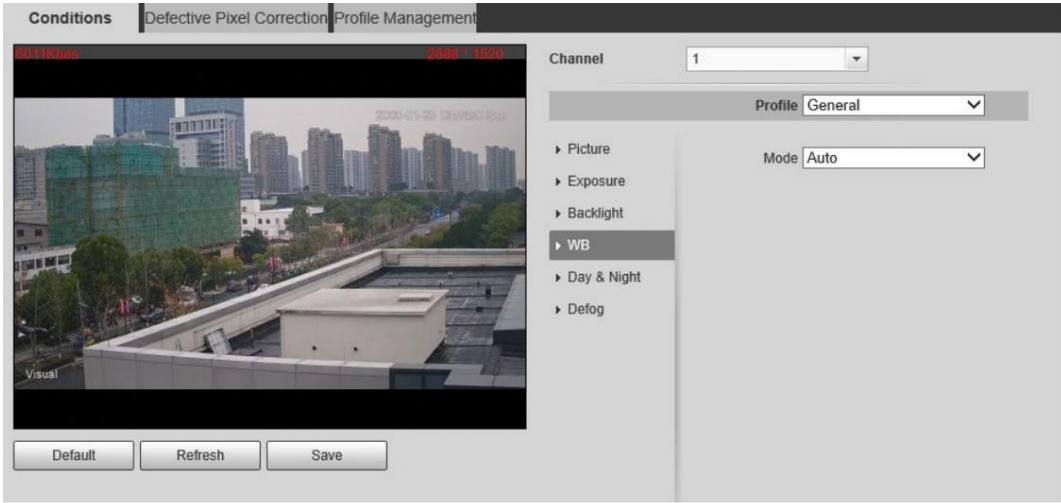 Conditions
Defective Pixel Correction
Profile Management
6011Kbps
2688 * 1520
Visual
Default
Refresh
Save
Channel
1
Profile
General
Picture
Exposure
Backlight
WB
Day & Night
Defog
Mode
Auto